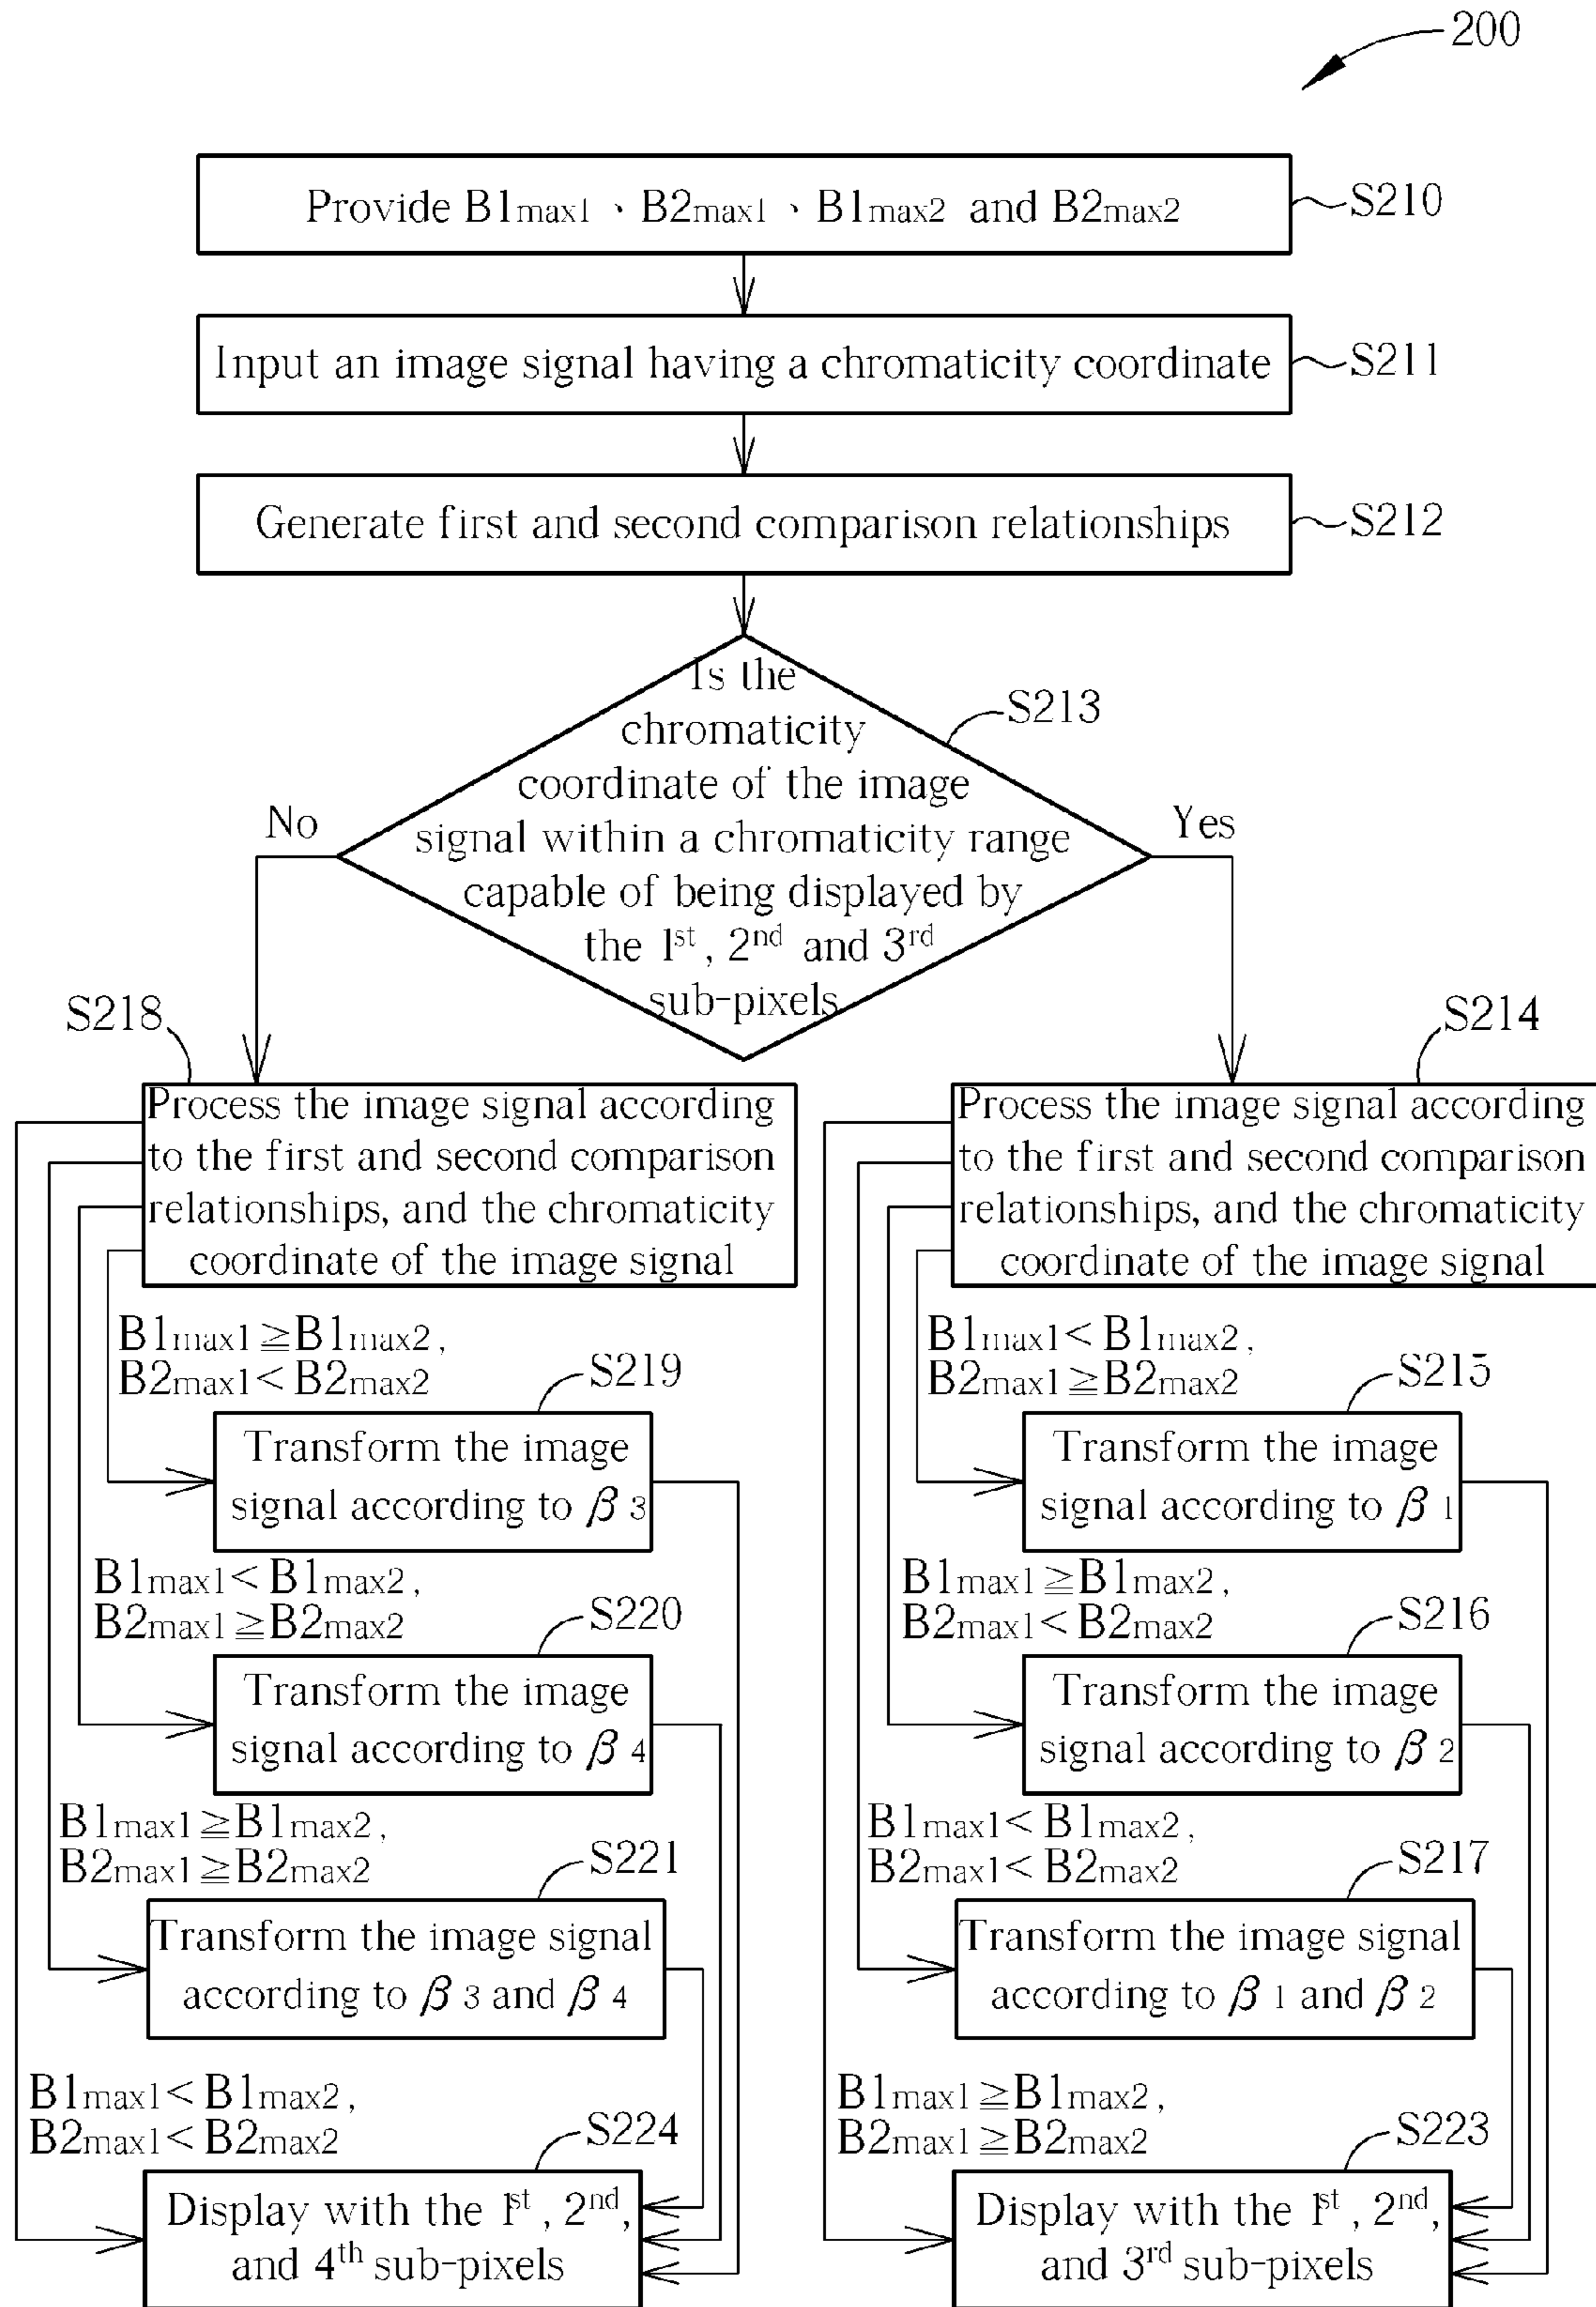 200
Provide B1max1、B2max1、B1max2 and B2max2
S210
Input an image signal having a chromaticity coordinate
S211
Generate first and second comparison relationships
S212
Is the
chromaticity
coordinate of the image
signal within a chromaticity range
capable of being displayed by
the 1st, 2nd and 3rd
sub-pixels
S213
No
Yes
S218
Process the image signal according
to the first and second comparison
relationships, and the chromaticity
coordinate of the image signal
S214
Process the image signal according
to the first and second comparison
relationships, and the chromaticity
coordinate of the image signal
B1max1≧B1max2,
B2max1<B2max2
S219
Transform the image
signal according to β3
B1max1<B1max2,
B2max1≧B2max2
S215
Transform the image
signal according to β1
B1max1<B1max2,
B2max1≧B2max2
S220
Transform the image
signal according to β4
B1max1≧B1max2,
B2max1<B2max2
S216
Transform the image
signal according to β2
B1max1≧B1max2,
B2max1≧B2max2
S221
Transform the image signal
according to β3 and β4
B1max1<B1max2,
B2max1<B2max2
S217
Transform the image signal
according to β1 and β2
B1max1<B1max2,
B2max1<B2max2
S224
Display with the 1st, 2nd,
and 4th sub-pixels
B1max1≧B1max2,
B2max1≧B2max2
S223
Display with the 1st, 2nd,
and 3rd sub-pixels